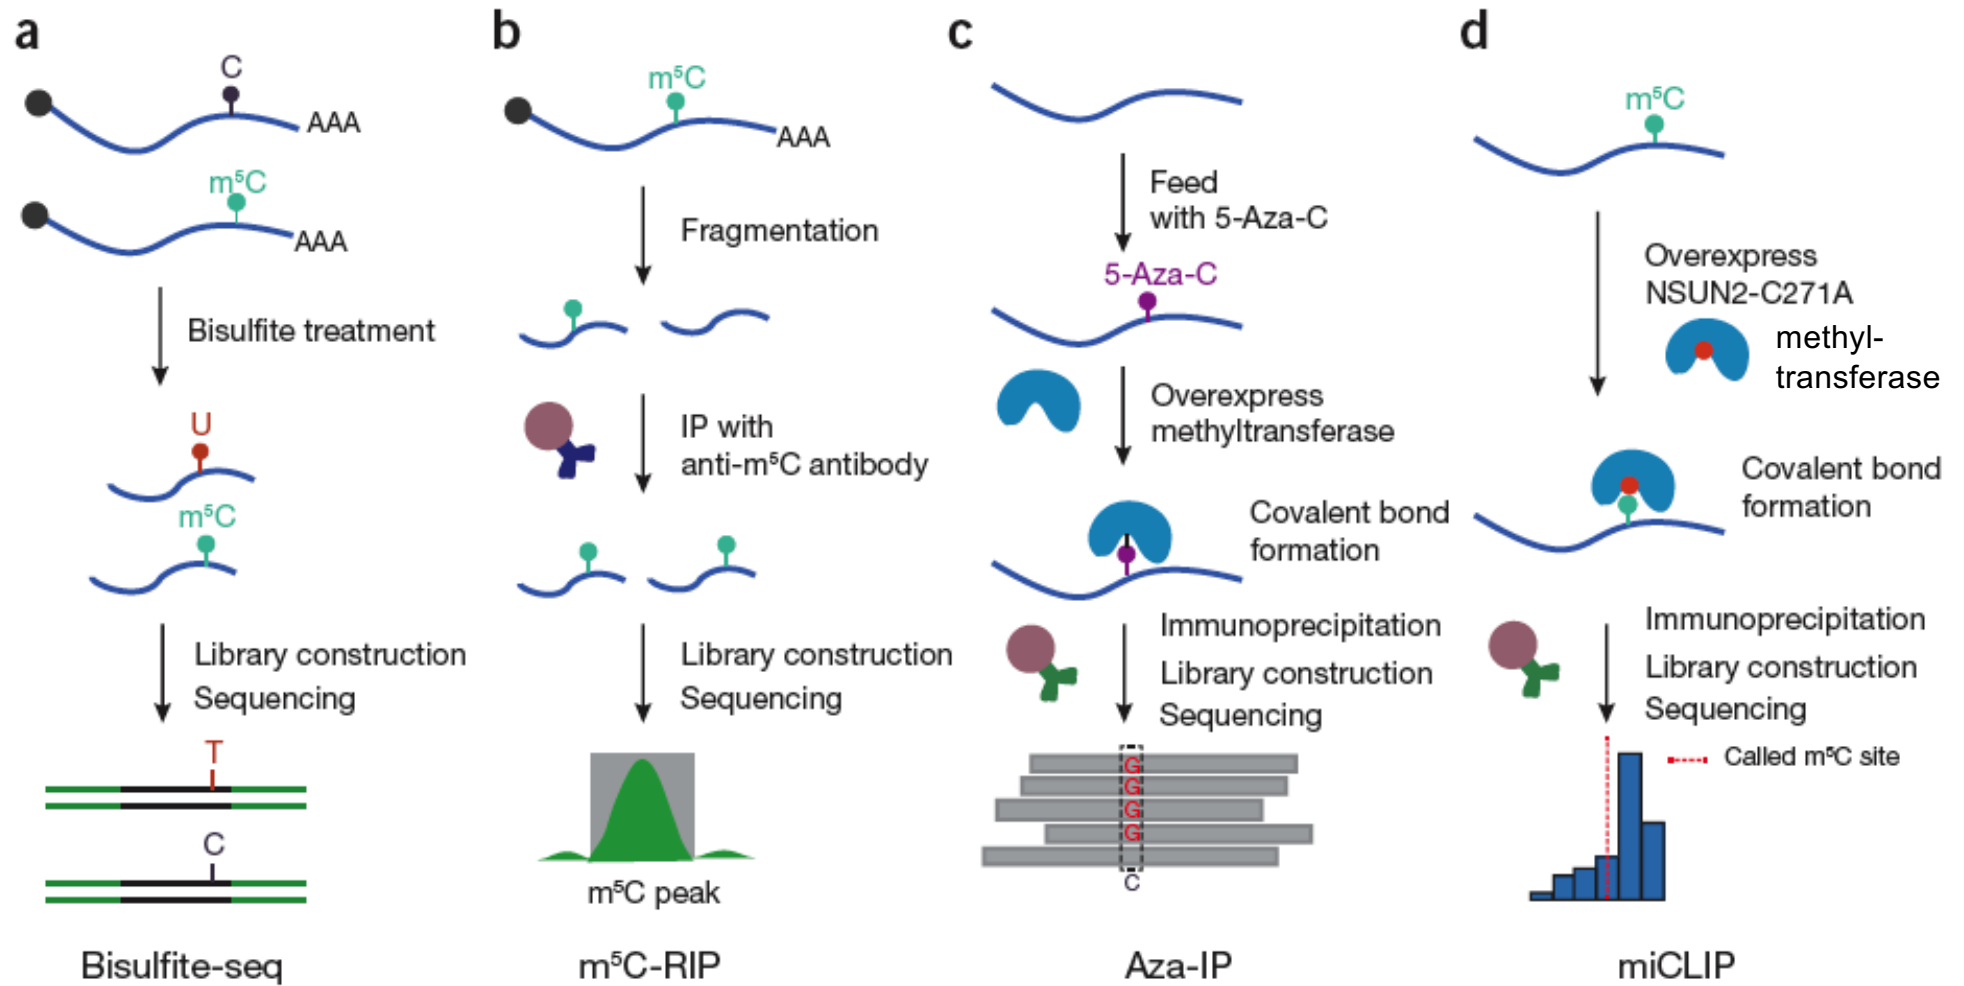 a
C
AAA
m⁵C
AAA
Bisulfite treatment
U
m⁵C
Library construction
Sequencing
T
C
Bisulfite-seq
b
m⁵C
AAA
Fragmentation
IP with
anti-m⁵C antibody
Library construction
Sequencing
m⁵C peak
m⁵C-RIP
c
Feed
with 5-Aza-C
5-Aza-C
Overexpress
methyltransferase
Covalent bond
formation
Immunoprecipitation
Library construction
Sequencing
G
G
G
G
C
Aza-IP
d
m⁵C
Overexpress
NSUN2-C271A
methyl-
transferase
Covalent bond
formation
Immunoprecipitation
Library construction
Sequencing
Called m⁵C site
miCLIP